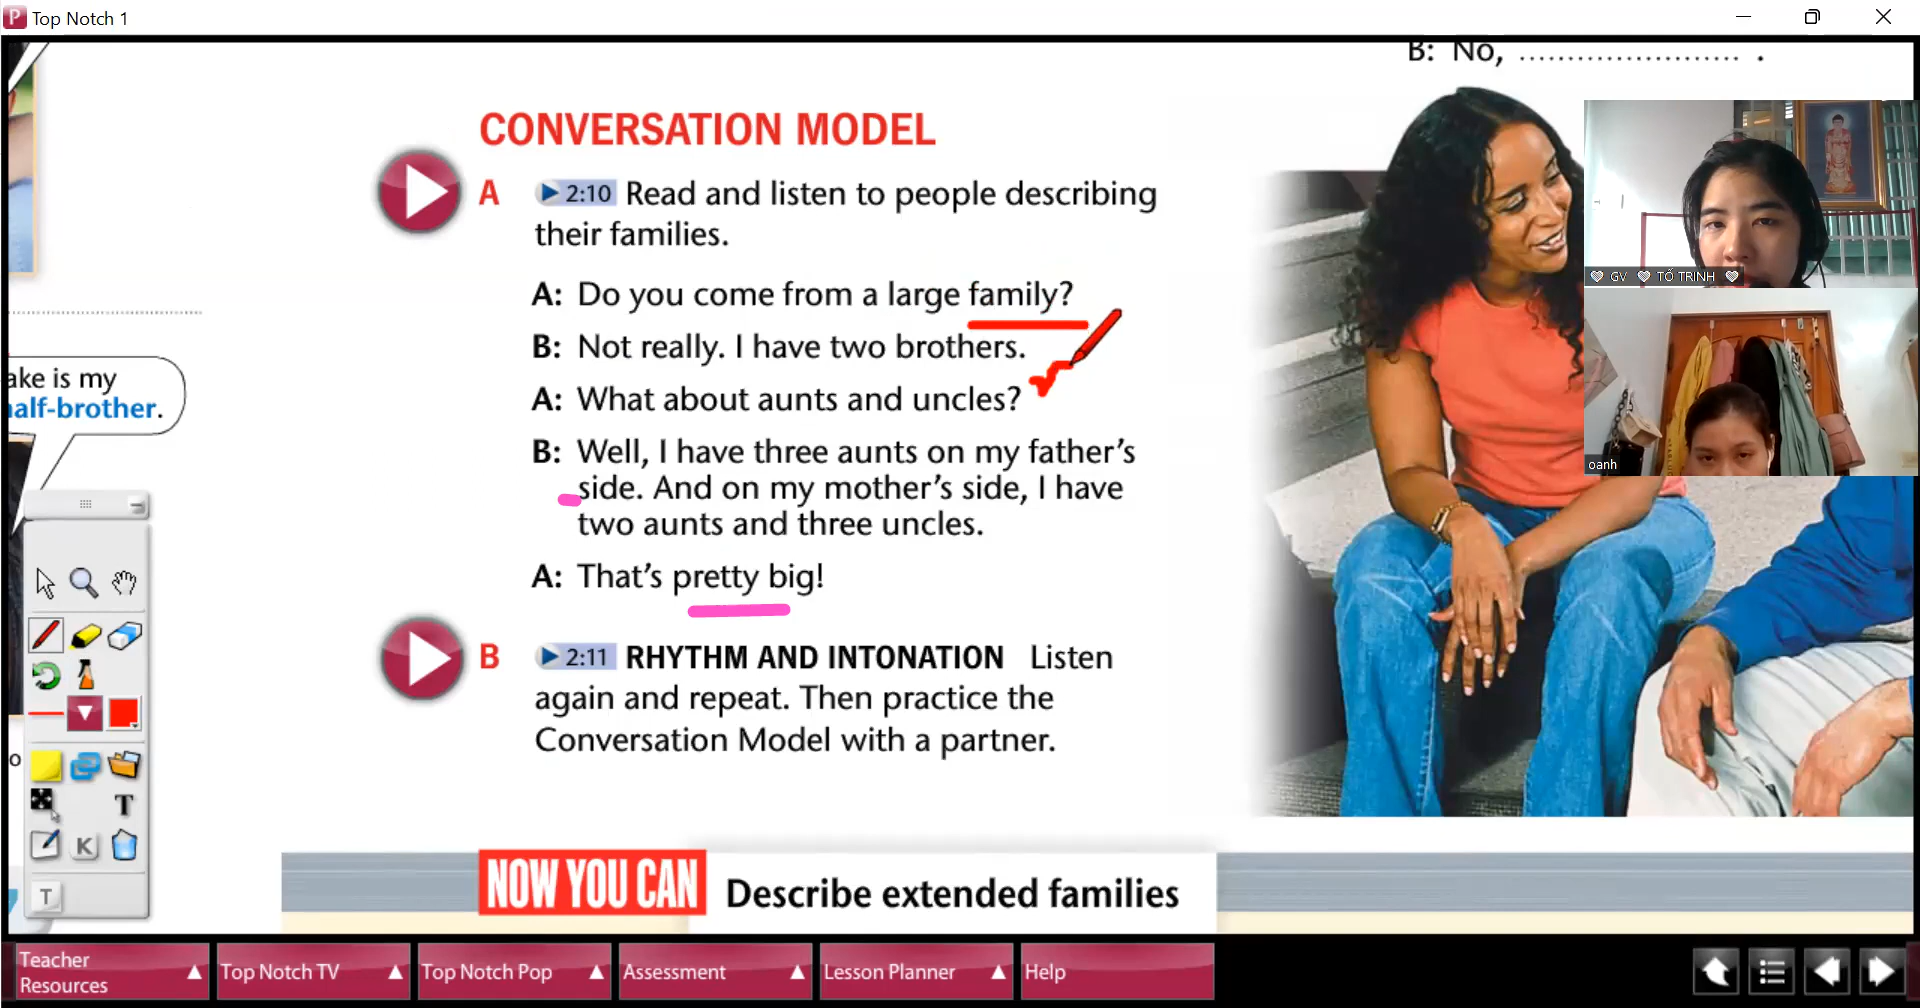 Top Notch 1
B: No, ........................ .
CONVERSATION MODEL
A 2:10 Read and listen to people describing
their families.
A: Do you come from a large family?
B: Not really. I have two brothers.
A: What about aunts and uncles?
B: Well, I have three aunts on my father's
side. And on my mother's side, I have
two aunts and three uncles.
A: That's pretty big!
B 2:11 RHYTHM AND INTONATION Listen
again and repeat. Then practice the
Conversation Model with a partner.
ake is my
half-brother.
GV TỐ TRINH
oanh
o
T
K
T
NOW YOU CAN Describe extended families
Teacher
Resources
Top Notch TV
Top Notch Pop
Assessment
Lesson Planner
Help